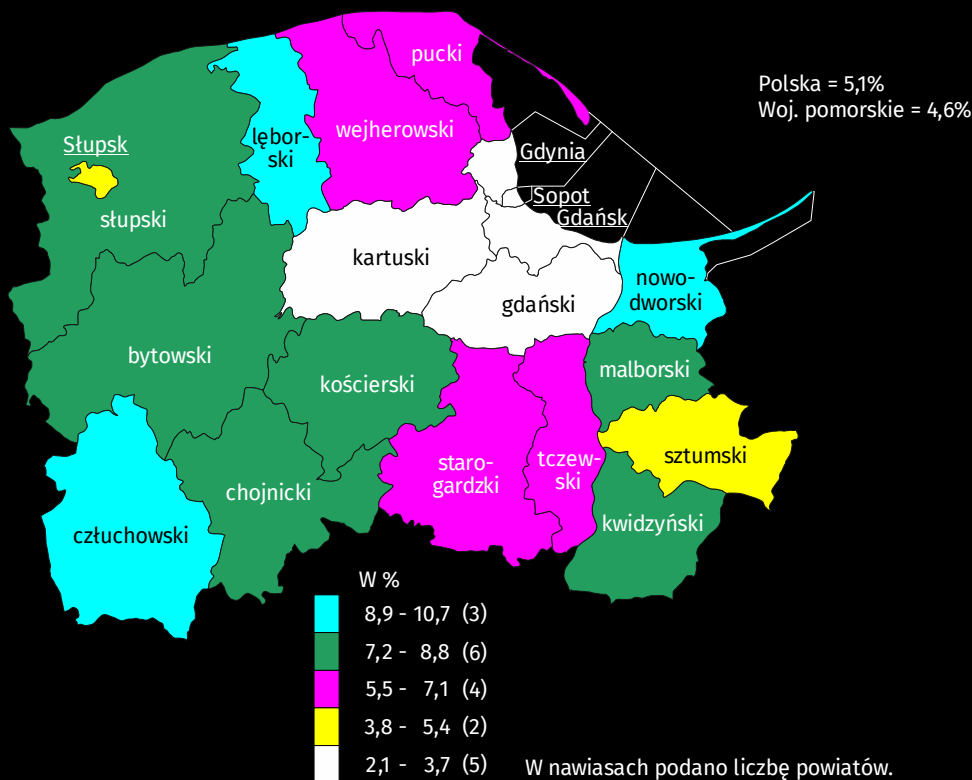 pucki
Polska = 5,1%
Woj. pomorskie = 4,6%
wejherowski
lębor-
ski
Słupsk
Gdynia
słupski
Sopot
Gdańsk
kartuski
nowo-
dworski
gdański
bytowski
kościerski
malborski
staro-
gardzki
tczew-
ski
sztumski
chojnicki
człuchowski
kwidzyński
W %
8,9 - 10,7 (3)
7,2 - 8,8 (6)
5,5 - 7,1 (4)
3,8 - 5,4 (2)
2,1 - 3,7 (5)
W nawiasach podano liczbę powiatów.